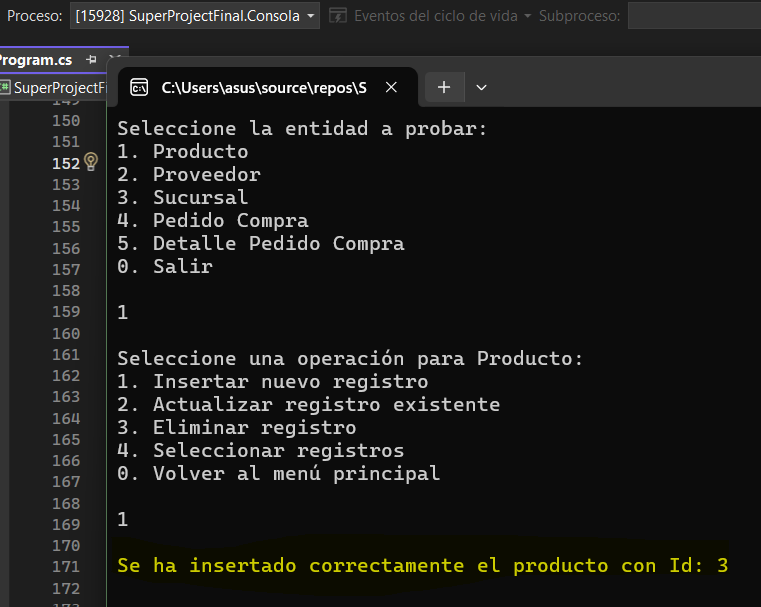 Proceso: [15928] SuperProjectFinal.Consola Eventos del ciclo de vida Subproceso:
Program.cs
C# SuperProjectFi
C:\Users\asus\source\repos\S
149
150
151
152
153
154
155
156
157
158
159
160
161
162
163
164
165
166
167
168
169
170
171
172
173
Seleccione la entidad a probar:
1. Producto
2. Proveedor
3. Sucursal
4. Pedido Compra
5. Detalle Pedido Compra
0. Salir
1
Seleccione una operación para Producto:
1. Insertar nuevo registro
2. Actualizar registro existente
3. Eliminar registro
4. Seleccionar registros
0. Volver al menú principal
1
Se ha insertado correctamente el producto con Id: 3